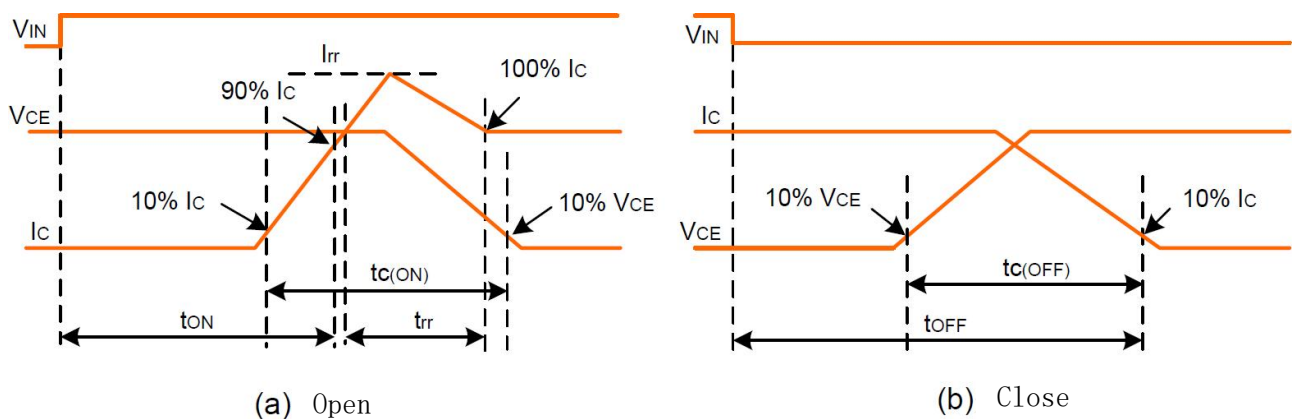 VIN
Irr
100% IC
90% IC
VCE
10% IC
10% VCE
IC
tC(ON)
tON
trr
(a) Open
VIN
IC
10% VCE
10% IC
VCE
tC(OFF)
tOFF
(b) Close